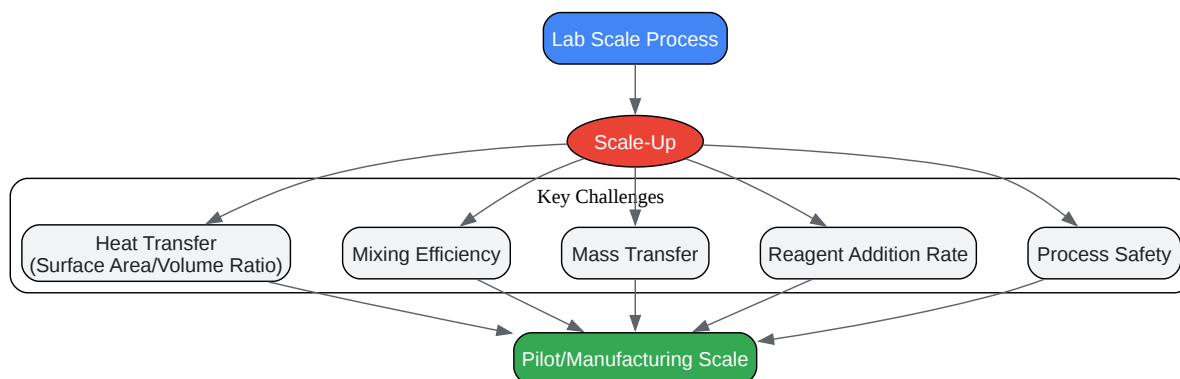 Lab Scale Process
Scale-Up
Key Challenges
Heat Transfer
(Surface Area/Volume Ratio)
Mixing Efficiency
Mass Transfer
Reagent Addition Rate
Process Safety
Pilot/Manufacturing Scale